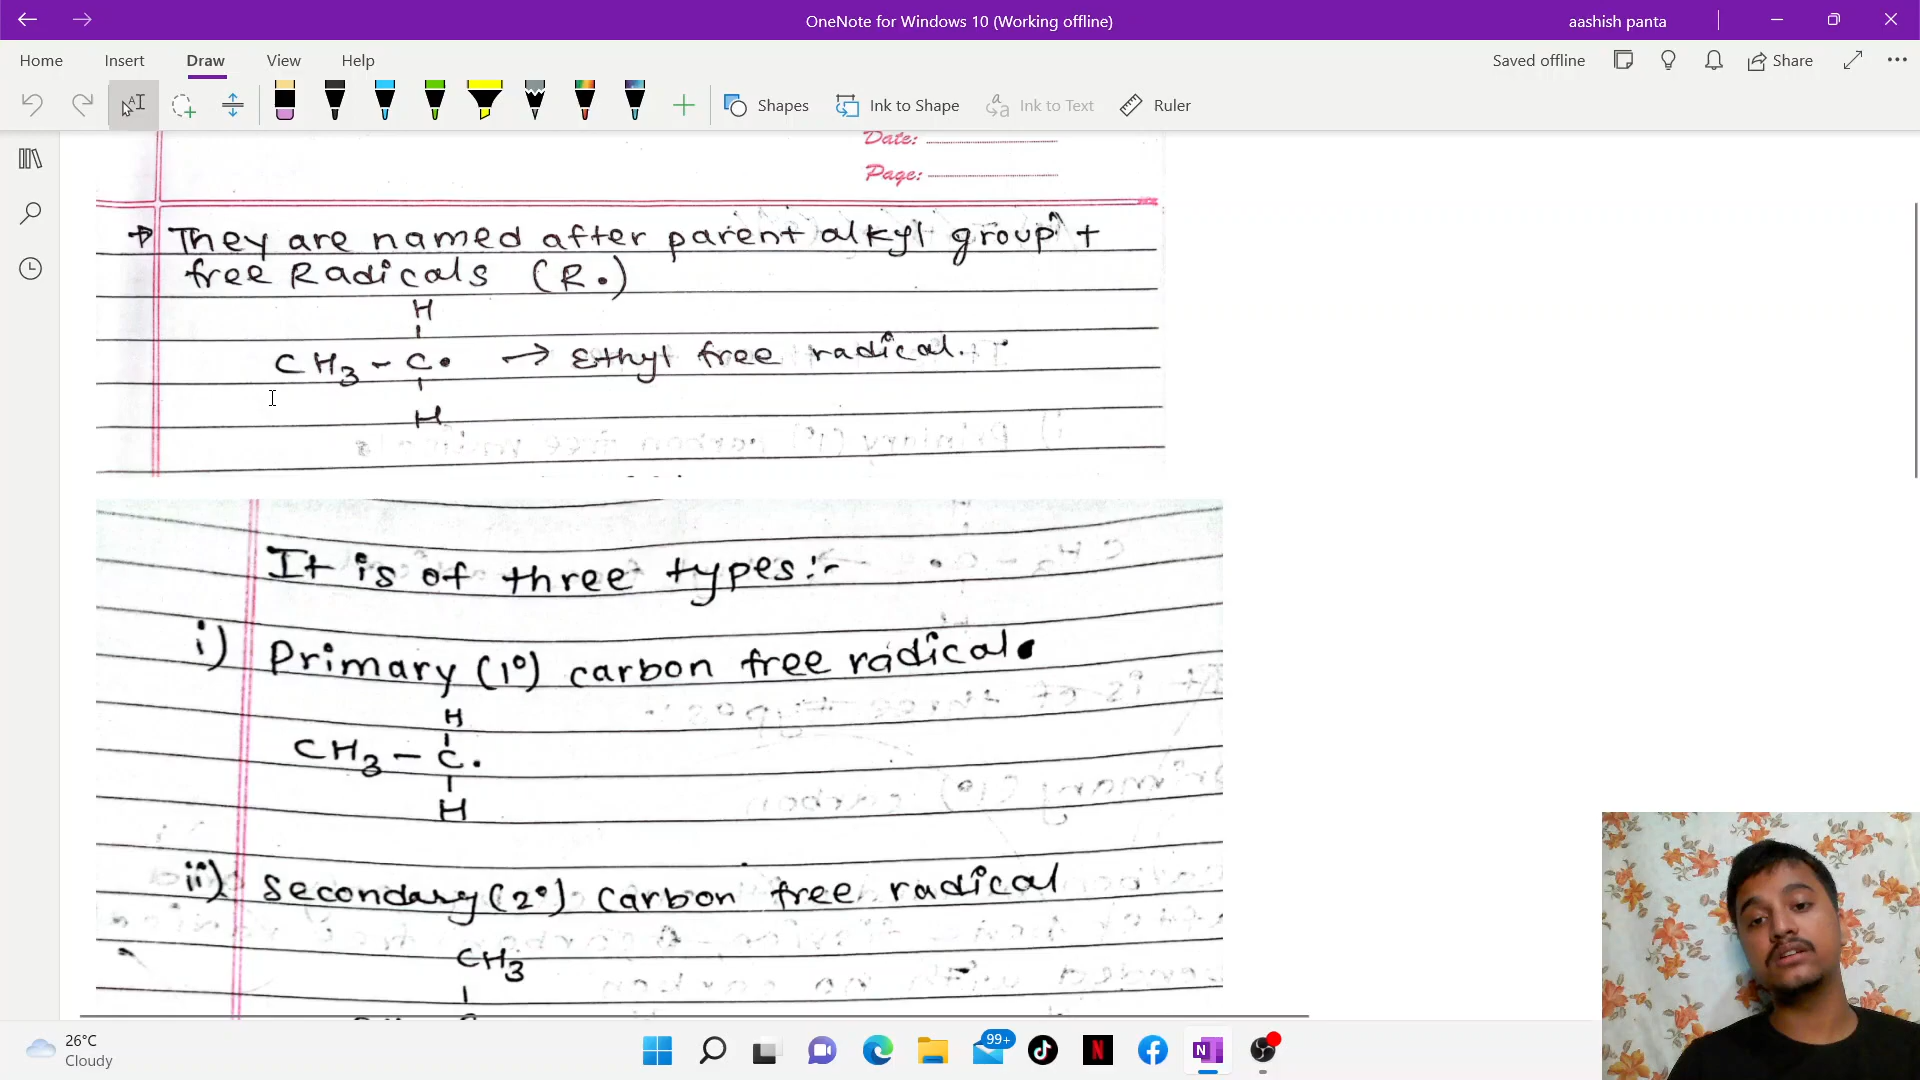 OneNote for Windows 10 (Working offline)
aashish panta
Home Insert Draw View Help
Saved offline
Share
Shapes
Ink to Shape
Ink to Text
Ruler
Date:
Page:
They are named after parent alkyl group +
free Radicals (R•)
H
CH3 - C• → Ethyl free radical.
H
It is of three types:-
i) Primary (1°) carbon free radical•
H
CH3 - C•
H
ii) Secondary (2°) carbon free radical
CH3
26°C
Cloudy
99+